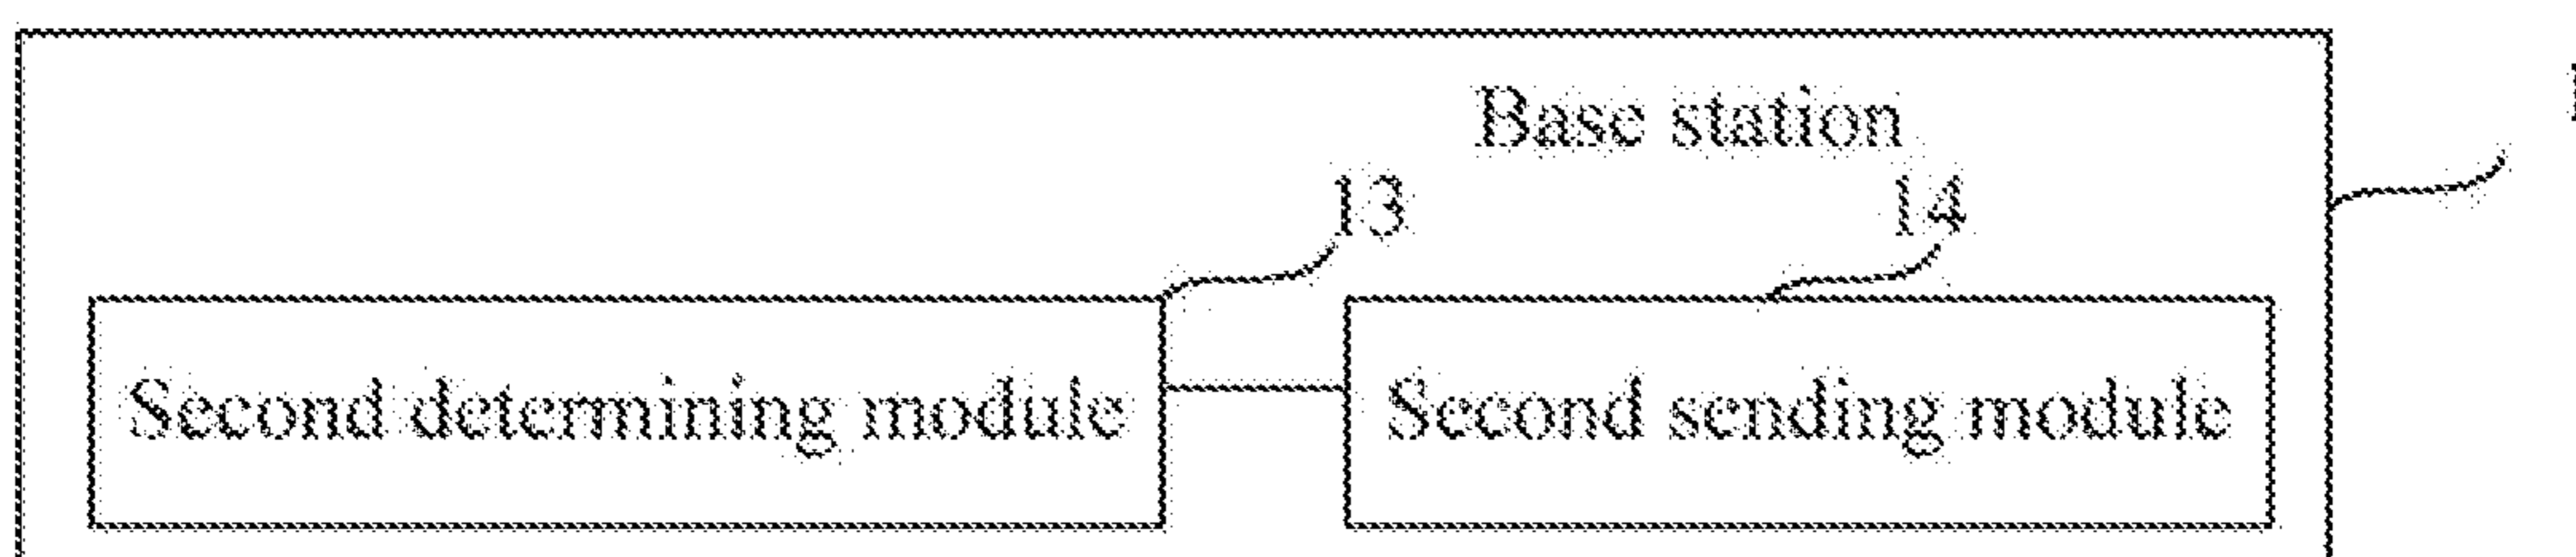 Base station
13
14
Second determining module
Second sending module